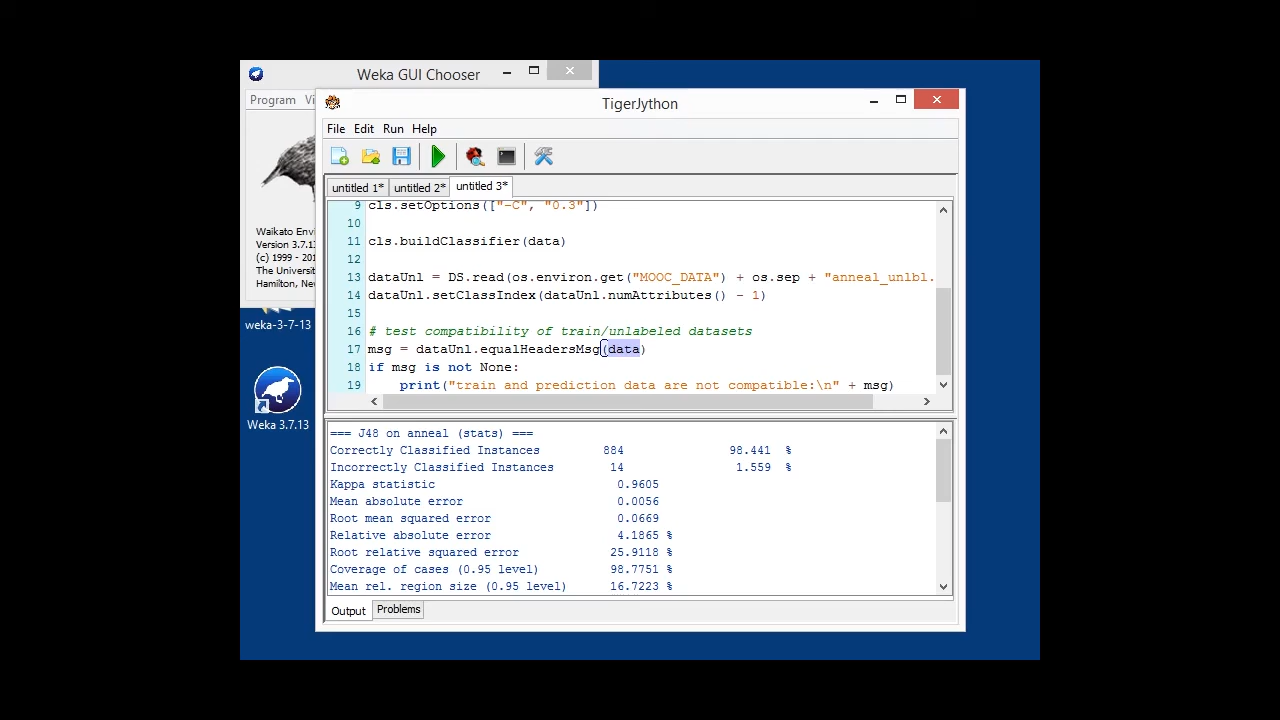 Weka GUI Chooser
Program Vi
Waikato Envi
Version 3.7.13
(c) 1999 - 201
The Universit
Hamilton, New
weka-3-7-13
Weka 3.7.13
TigerJython
File Edit Run Help
untitled 1* untitled 2* untitled 3*
9 cls.setOptions(["-C", "0.3"])
10
11 cls.buildClassifier(data)
12
13 dataUnl = DS.read(os.environ.get("MOOC_DATA") + os.sep + "anneal_unlbl.
14 dataUnl.setClassIndex(dataUnl.numAttributes() - 1)
15
16 # test compatibility of train/unlabeled datasets
17 msg = dataUnl.equalHeadersMsg(data)
18 if msg is not None:
19 print("train and prediction data are not compatible:\n" + msg)
=== J48 on anneal (stats) ===
Correctly Classified Instances 884 98.441 %
Incorrectly Classified Instances 14 1.559 %
Kappa statistic 0.9605
Mean absolute error 0.0056
Root mean squared error 0.0669
Relative absolute error 4.1865 %
Root relative squared error 25.9118 %
Coverage of cases (0.95 level) 98.7751 %
Mean rel. region size (0.95 level) 16.7223 %
Output Problems